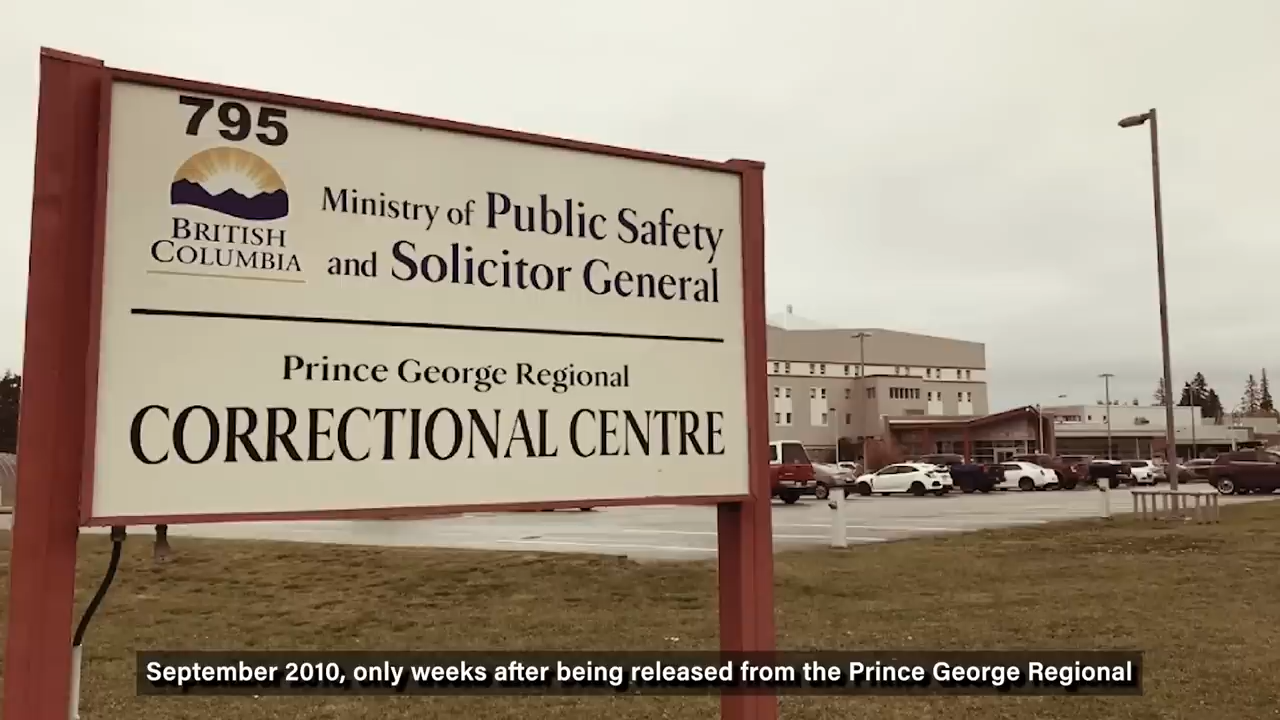 795
BRITISH
COLUMBIA
Ministry of Public Safety
and Solicitor General
Prince George Regional
CORRECTIONAL CENTRE
September 2010, only weeks after being released from the Prince George Regional